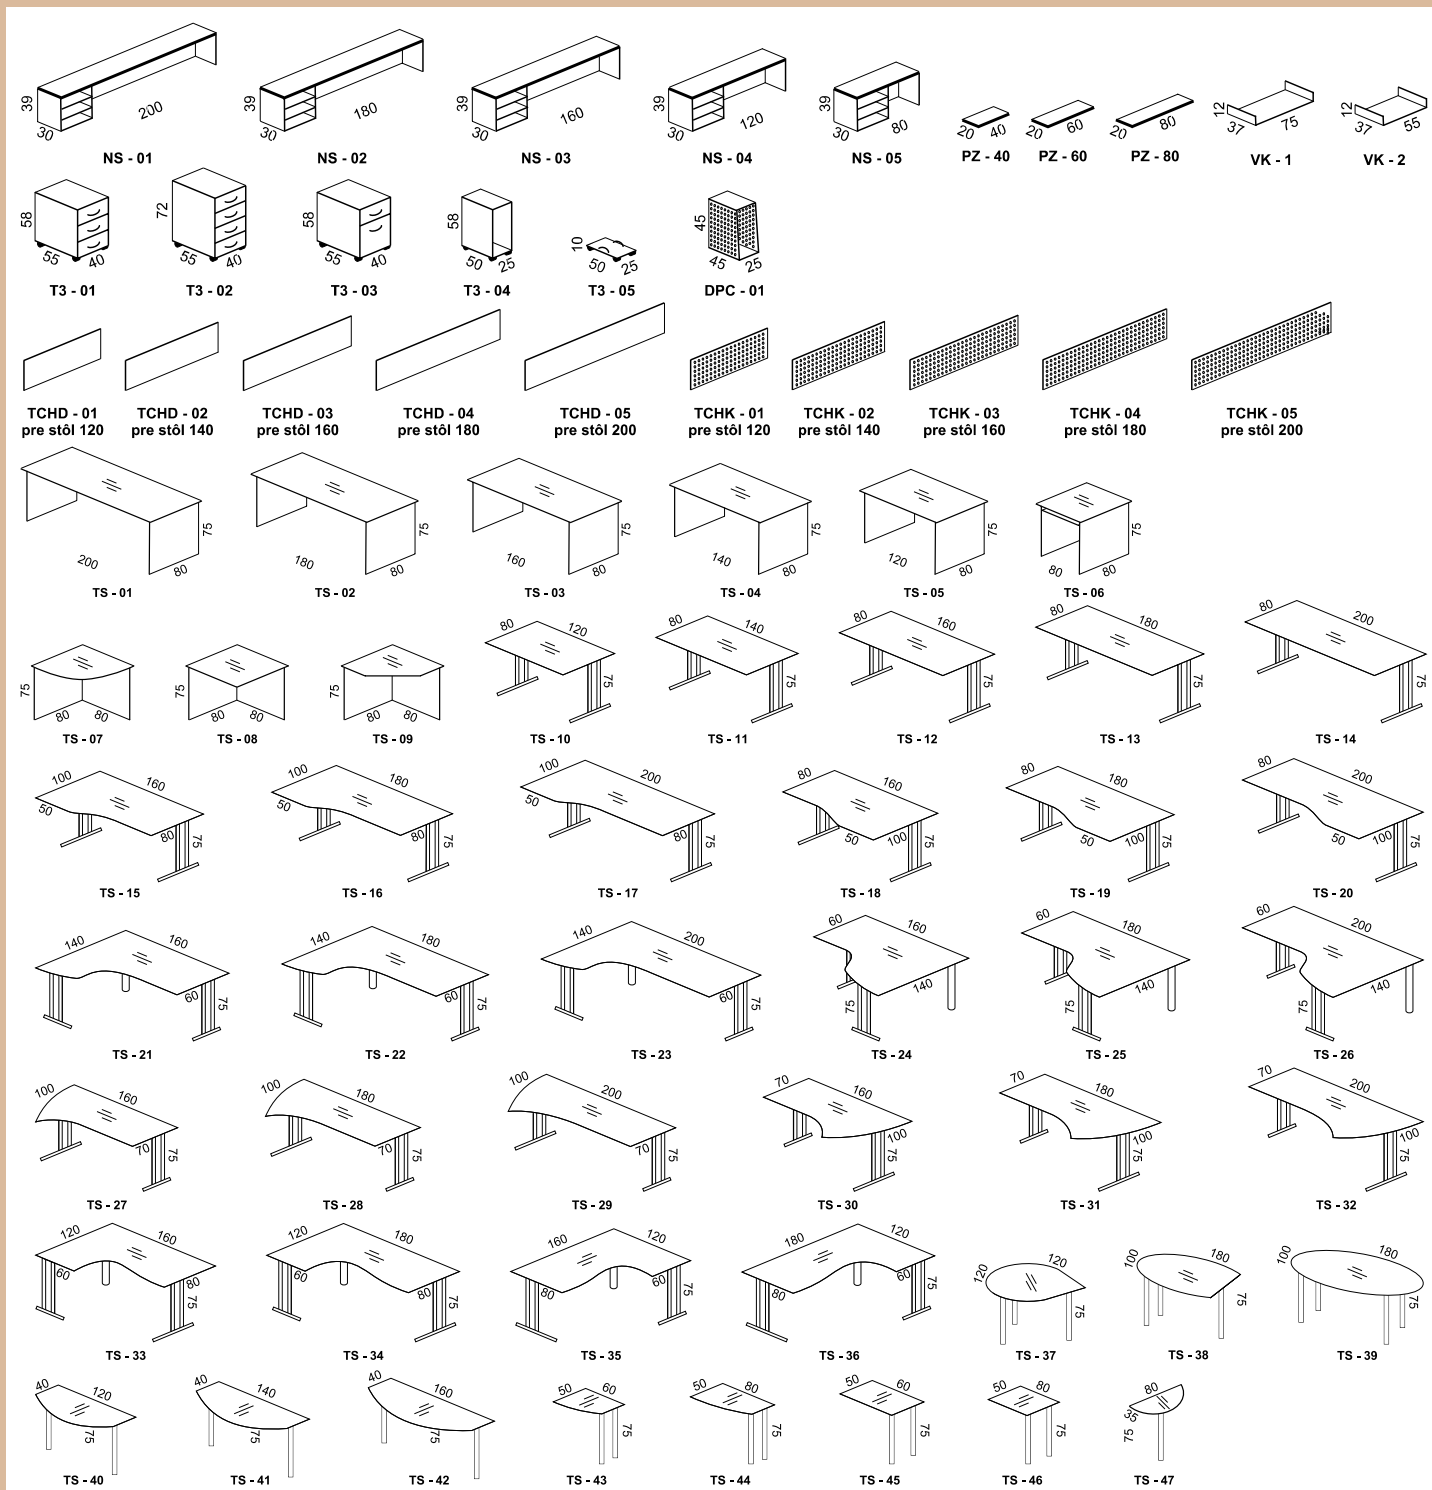 39 30 200 39 30 180 39 30 160 39 30 120 39 30 80 20 40 20 60 20 80 12 37 75 12 37 55
NS - 01 NS - 02 NS - 03 NS - 04 NS - 05 PZ - 40 PZ - 60 PZ - 80 VK - 1 VK - 2
58 55 40 72 55 40 58 55 40 58 50 25 10 50 25 45 45 25
T3 - 01 T3 - 02 T3 - 03 T3 - 04 T3 - 05 DPC - 01
TCHD - 01 TCHD - 02 TCHD - 03 TCHD - 04 TCHD - 05 TCHK - 01 TCHK - 02 TCHK - 03 TCHK - 04 TCHK - 05
pre stôl 120 pre stôl 140 pre stôl 160 pre stôl 180 pre stôl 200 pre stôl 120 pre stôl 140 pre stôl 160 pre stôl 180 pre stôl 200
200 80 75 180 80 75 160 80 75 140 80 75 120 80 75 80 80 75
TS - 01 TS - 02 TS - 03 TS - 04 TS - 05 TS - 06
75 80 80 75 80 80 75 80 80 80 120 75 80 140 75 80 160 75 80 180 75 80 200 75
TS - 07 TS - 08 TS - 09 TS - 10 TS - 11 TS - 12 TS - 13 TS - 14
100 160 50 80 75 100 180 50 80 75 100 200 50 80 75 80 160 50 100 75 80 180 50 100 75 80 200 50 100 75
TS - 15 TS - 16 TS - 17 TS - 18 TS - 19 TS - 20
140 160 60 75 140 180 60 75 140 200 60 75 60 160 75 140 60 180 75 140 60 200 75 140
TS - 21 TS - 22 TS - 23 TS - 24 TS - 25 TS - 26
100 160 70 75 100 180 70 75 100 200 70 75 70 160 100 75 70 180 100 75 70 200 100 75
TS - 27 TS - 28 TS - 29 TS - 30 TS - 31 TS - 32
120 160 60 80 75 120 180 60 80 75 160 120 80 60 75 180 120 80 60 75 120 120 75 100 180 75 100 180 75
TS - 33 TS - 34 TS - 35 TS - 36 TS - 37 TS - 38 TS - 39
40 120 75 40 140 75 40 160 75 50 60 75 50 80 75 50 60 75 50 80 75 80 35 75
TS - 40 TS - 41 TS - 42 TS - 43 TS - 44 TS - 45 TS - 46 TS - 47